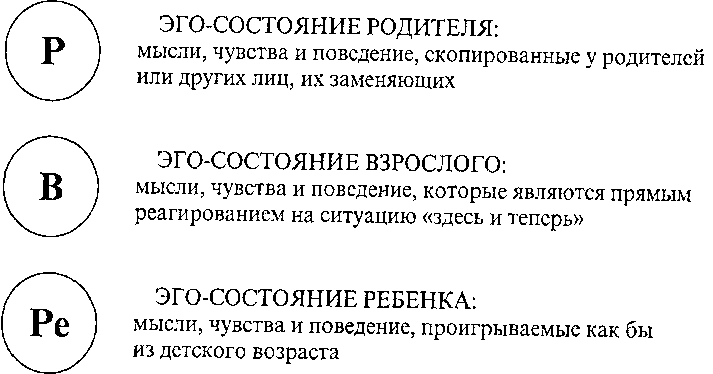 Р
ЭГО-СОСТОЯНИЕ РОДИТЕЛЯ:
мысли, чувства и поведение, скопированные у родителей
или других лиц, их заменяющих
В
ЭГО-СОСТОЯНИЕ ВЗРОСЛОГО:
мысли, чувства и поведение, которые являются прямым
реагированием на ситуацию «здесь и теперь»
Ре
ЭГО-СОСТОЯНИЕ РЕБЕНКА:
мысли, чувства и поведение, проигрываемые как бы
из детского возраста